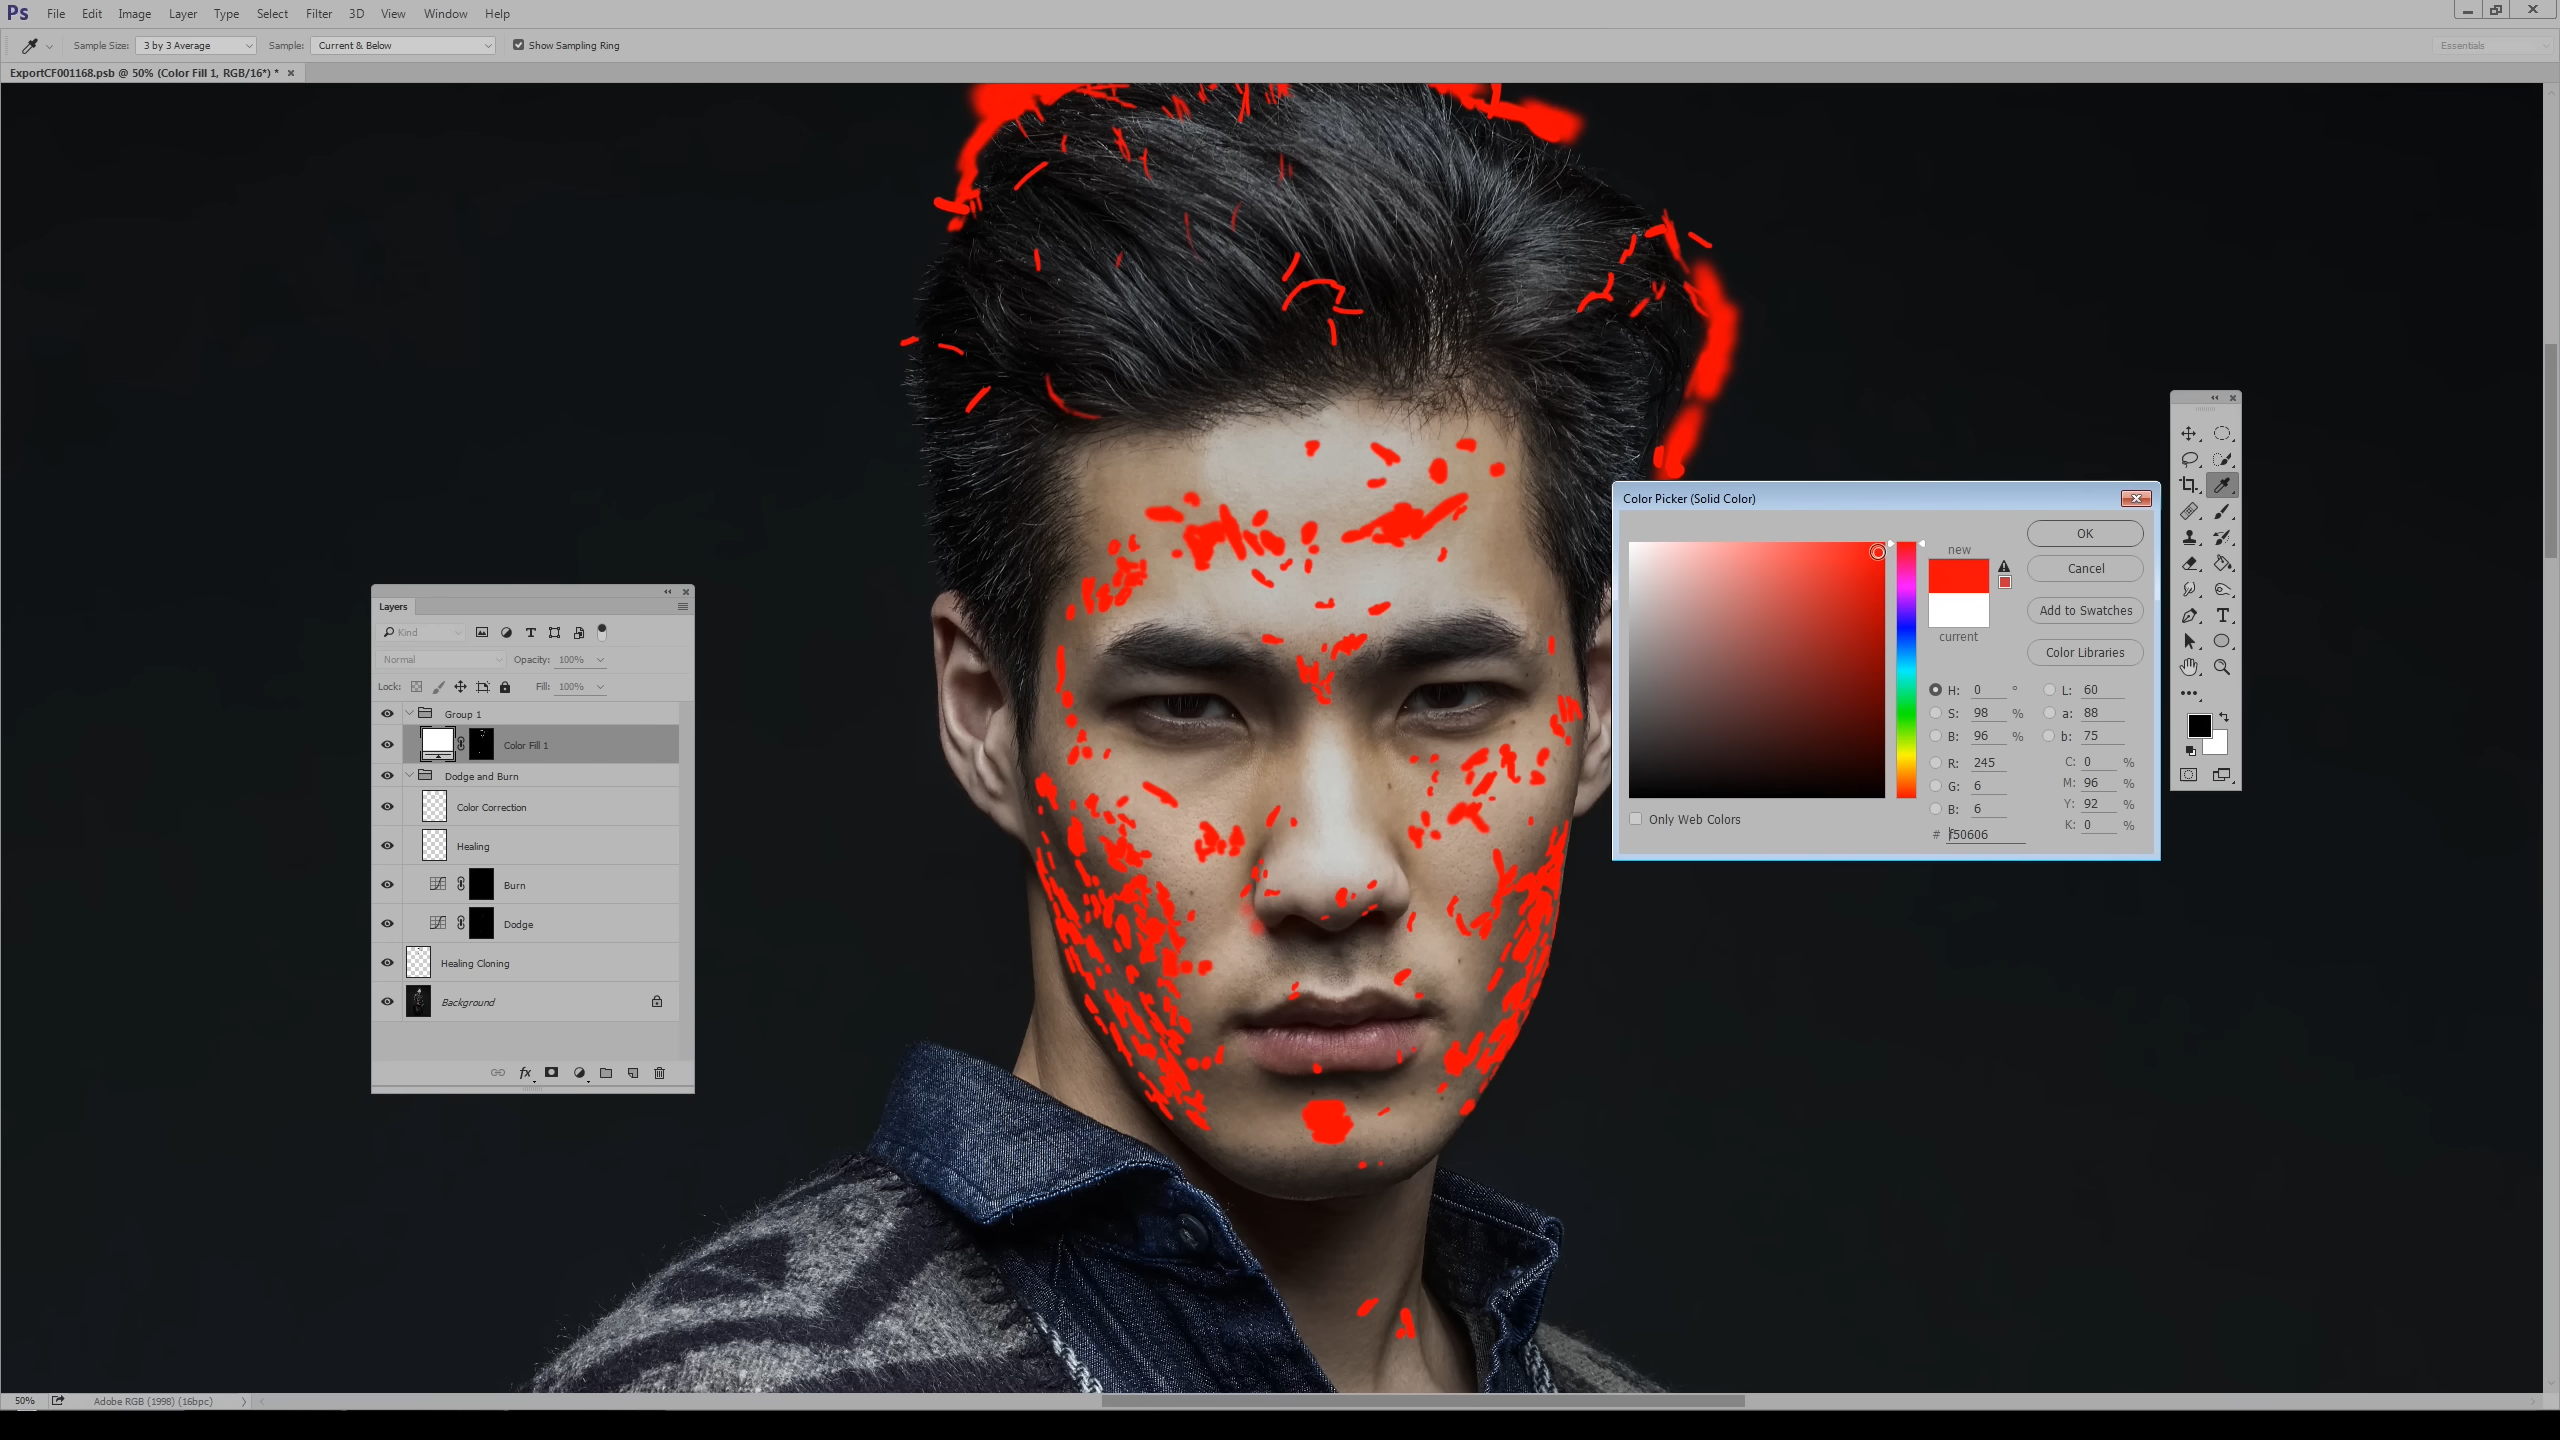 Ps File Edit Image Layer Type Select Filter 3D View Window Help
Sample Size: 3 by 3 Average Sample: Current & Below Show Sampling Ring Essentials
ExportCF001168.psb @ 50% (Color Fill 1, RGB/16*) *
Layers
Kind
Normal Opacity: 100%
Lock: Fill: 100%
Group 1
Color Fill 1
Dodge and Burn
Color Correction
Healing
Burn
Dodge
Healing Cloning
Background
fx
Color Picker (Solid Color)
new
current
OK
Cancel
Add to Swatches
Color Libraries
H: 0 ° L: 60
S: 98 % a: 88
B: 96 % b: 75
R: 245 C: 0 %
G: 6 M: 96 %
B: 6 Y: 92 %
K: 0 %
# f50606
Only Web Colors
T
50% Adobe RGB (1998) (16bpc)